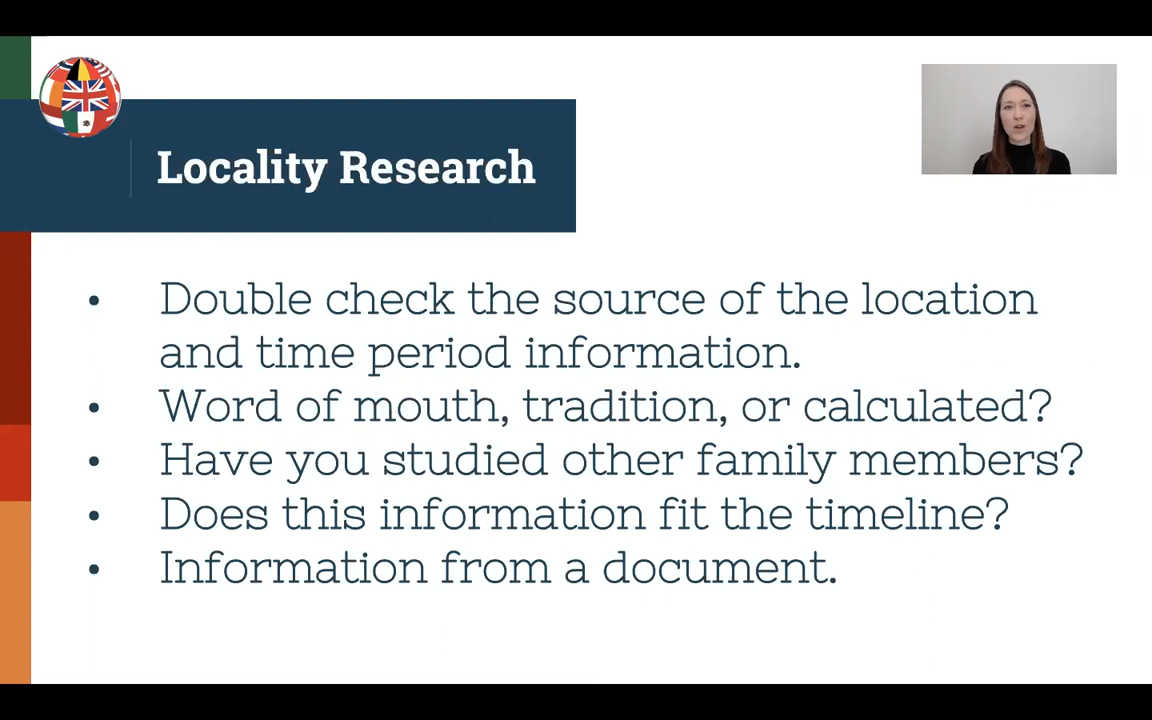 Locality Research
• Double check the source of the location
and time period information.
• Word of mouth, tradition, or calculated?
• Have you studied other family members?
• Does this information fit the timeline?
• Information from a document.